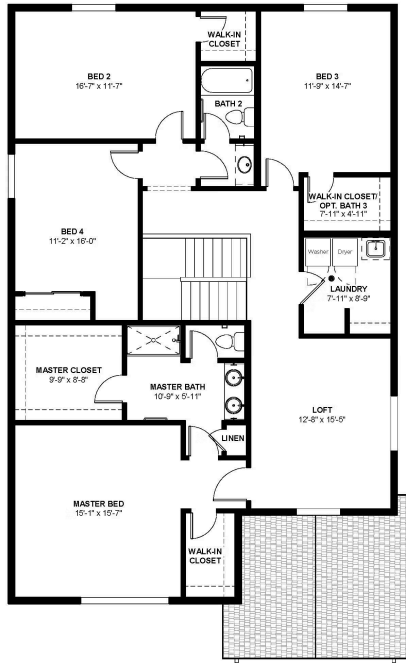 WALK-IN
CLOSET
BED 2
16'-7" x 11'-7"
BED 3
11'-9" x 14'-7"
BATH 2
WALK-IN CLOSET/
OPT. BATH 3
7'-11" x 4'-11"
BED 4
11'-2" x 16'-0"
Washer
Dryer
LAUNDRY
7'-11" x 8'-9"
MASTER CLOSET
9'-9" x 8'-8"
MASTER BATH
10'-9" x 5'-11"
LOFT
12'-8" x 15'-5"
LINEN
MASTER BED
15'-1" x 15'-7"
WALK-IN
CLOSET